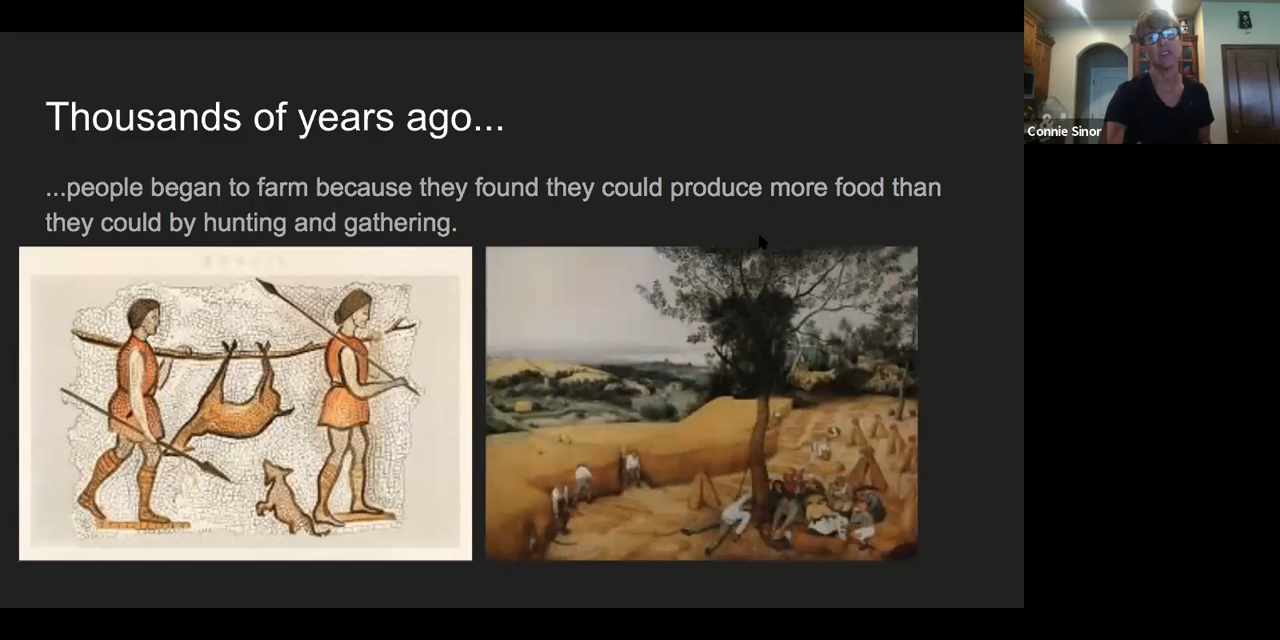 Thousands of years ago...
...people began to farm because they found they could produce more food than
they could by hunting and gathering.
Connie Sinor